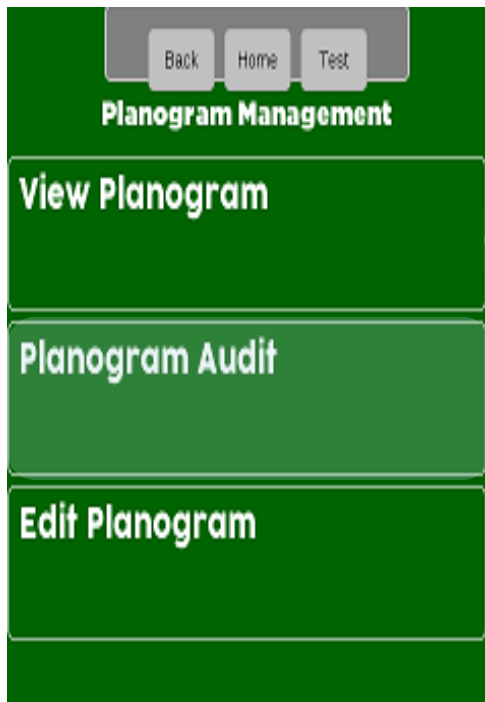 Back Home Test
Planogram Management
View Planogram
Planogram Audit
Edit Planogram